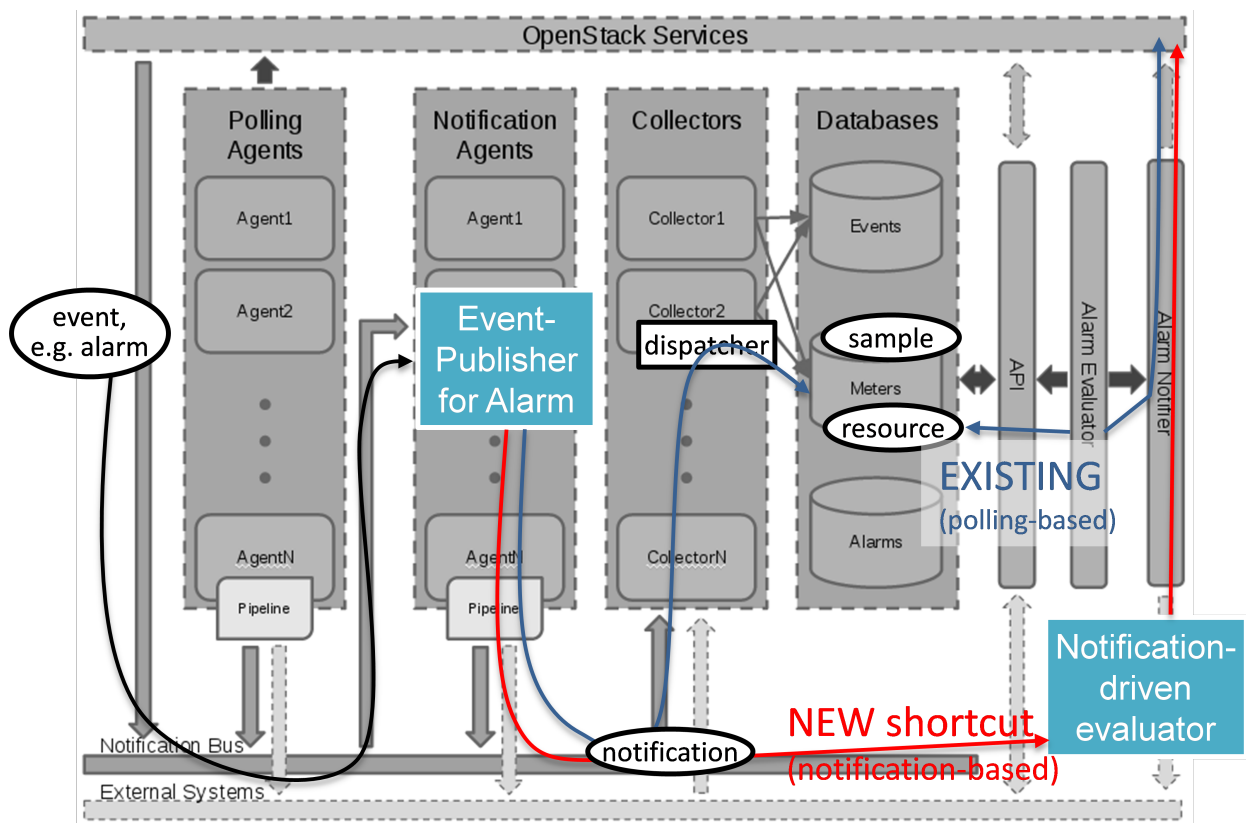 OpenStack Services
Polling
Agents
Agent1
Agent2
AgentN
Pipeline
Notification
Agents
Agent1
Event-
Publisher
for Alarm
AgentN
Pipeline
Collectors
Collector1
Collector2
dispatcher
CollectorN
Databases
Events
sample
Meters
resource
Alarms
API
Alarm Evaluator
Alarm Notifier
event,
e.g. alarm
EXISTING
(polling-based)
Notification-
driven
evaluator
NEW shortcut
(notification-based)
notification
Notification Bus
External Systems